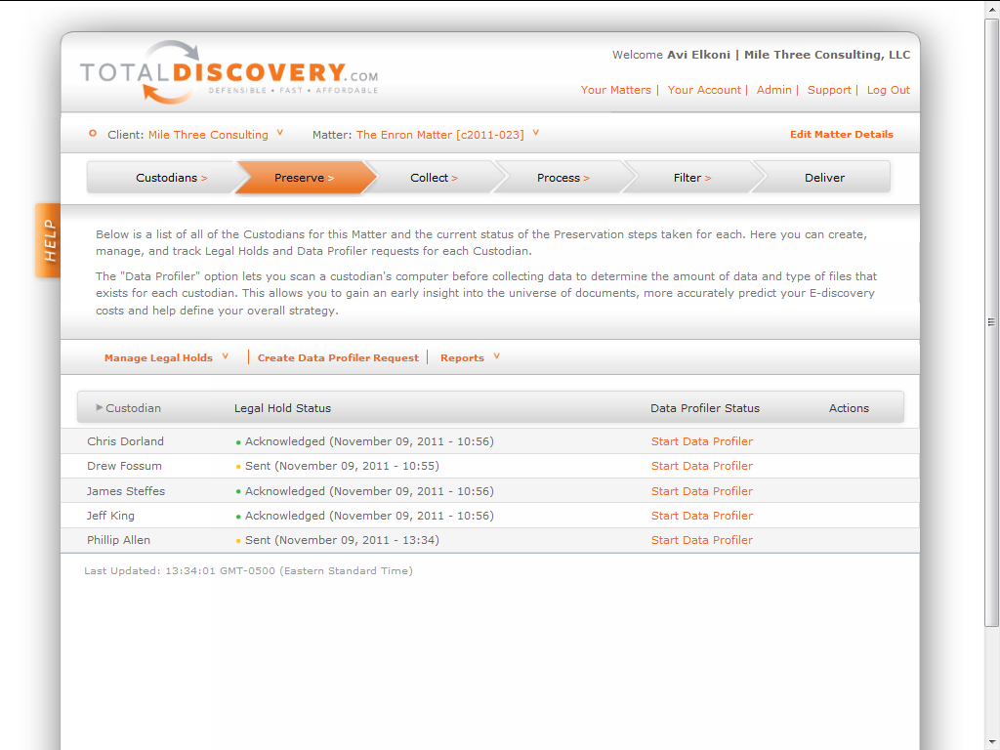 TOTALDISCOVERY.COM
DEFENSIBLE • FAST • AFFORDABLE
Welcome Avi Elkoni | Mile Three Consulting, LLC
Your Matters | Your Account | Admin | Support | Log Out
Client: Mile Three Consulting v Matter: The Enron Matter [c2011-023] v Edit Matter Details
Custodians > Preserve > Collect > Process > Filter > Deliver
HELP
Below is a list of all of the Custodians for this Matter and the current status of the Preservation steps taken for each. Here you can create,
manage, and track Legal Holds and Data Profiler requests for each Custodian.
The "Data Profiler" option lets you scan a custodian's computer before collecting data to determine the amount of data and type of files that
exists for each custodian. This allows you to gain an early insight into the universe of documents, more accurately predict your E-discovery
costs and help define your overall strategy.
Manage Legal Holds v | Create Data Profiler Request | Reports v
Custodian Legal Hold Status Data Profiler Status Actions
Chris Dorland Acknowledged (November 09, 2011 - 10:56) Start Data Profiler
Drew Fossum Sent (November 09, 2011 - 10:55) Start Data Profiler
James Steffes Acknowledged (November 09, 2011 - 10:56) Start Data Profiler
Jeff King Acknowledged (November 09, 2011 - 10:56) Start Data Profiler
Phillip Allen Sent (November 09, 2011 - 13:34) Start Data Profiler
Last Updated: 13:34:01 GMT-0500 (Eastern Standard Time)